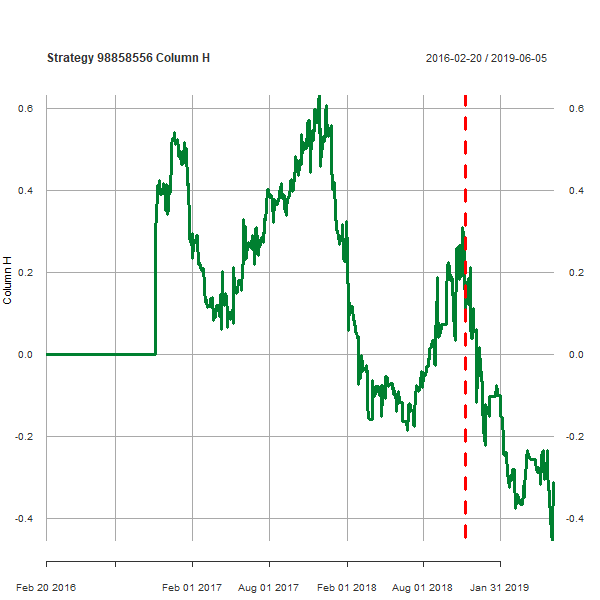 Strategy 98858556 Column H
2016-02-20 / 2019-06-05
0.6
0.6
0.4
0.4
0.2
0.2
0.0
0.0
-0.2
-0.2
-0.4
-0.4
Column H
Feb 20 2016
Feb 01 2017
Aug 01 2017
Feb 01 2018
Aug 01 2018
Jan 31 2019